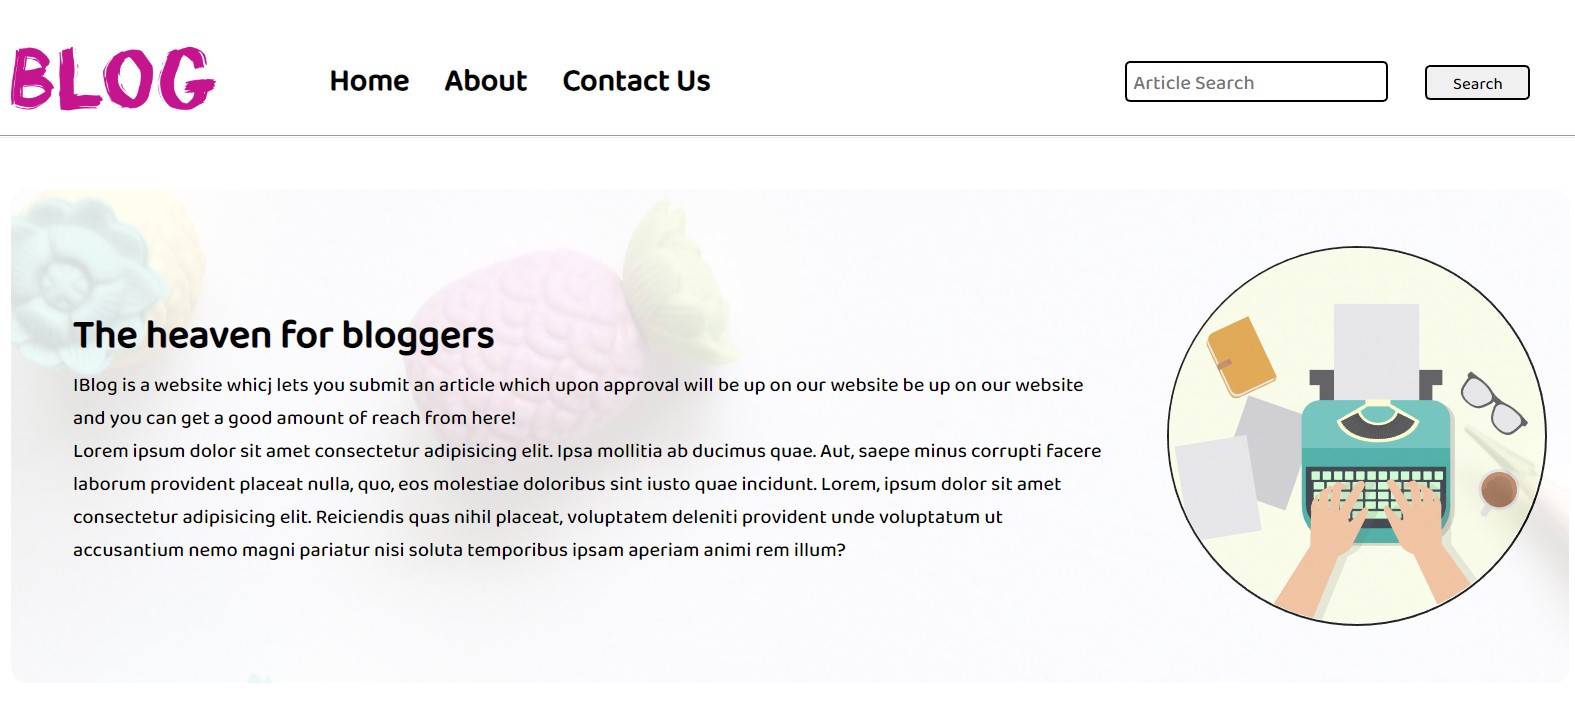 BLOG
Home About Contact Us
Article Search
Search
The heaven for bloggers
IBlog is a website whicj lets you submit an article which upon approval will be up on our website be up on our website
and you can get a good amount of reach from here!
Lorem ipsum dolor sit amet consectetur adipisicing elit. Ipsa mollitia ab ducimus quae. Aut, saepe minus corrupti facere
laborum provident placeat nulla, quo, eos molestiae doloribus sint iusto quae incidunt. Lorem, ipsum dolor sit amet
consectetur adipisicing elit. Reiciendis quas nihil placeat, voluptatem deleniti provident unde voluptatum ut
accusantium nemo magni pariatur nisi soluta temporibus ipsam aperiam animi rem illum?